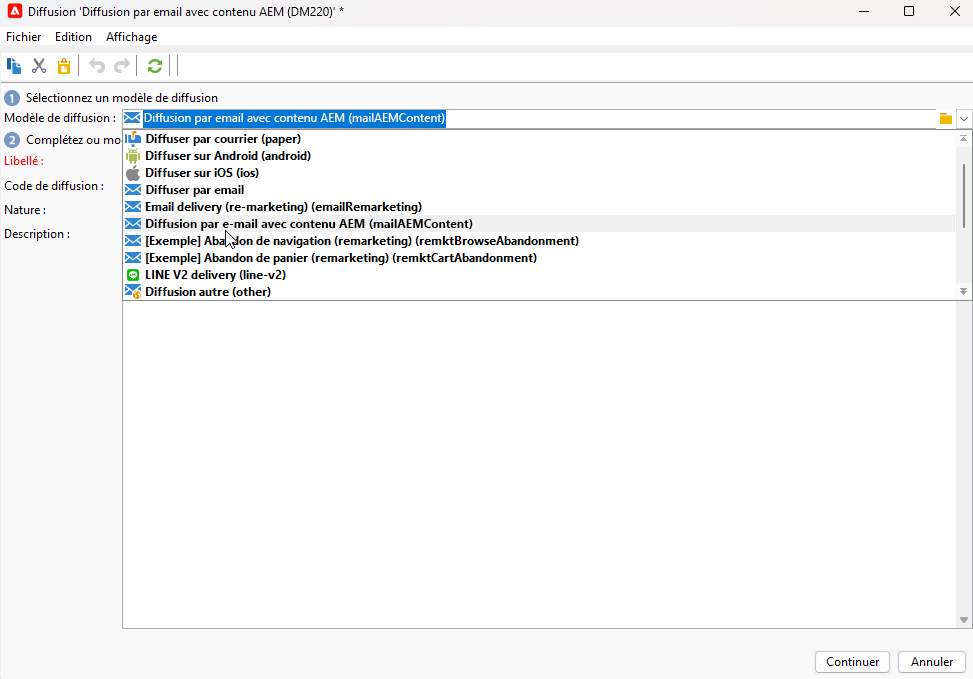 Diffusion 'Diffusion par email avec contenu AEM (DM220)' *
Fichier Edition Affichage
1 Sélectionnez un modèle de diffusion
Modèle de diffusion : Diffusion par email avec contenu AEM (mailAEMContent)
2 Complétez ou mo
Diffuser par courrier (paper)
Diffuser sur Android (android)
Libellé :
Diffuser sur iOS (ios)
Code de diffusion :
Diffuser par email
Nature :
Email delivery (re-marketing) (emailRemarketing)
Description :
Diffusion par e-mail avec contenu AEM (mailAEMContent)
[Exemple] Abandon de navigation (remarketing) (remktBrowseAbandonment)
[Exemple] Abandon de panier (remarketing) (remktCartAbandonment)
LINE V2 delivery (line-v2)
Diffusion autre (other)
Continuer Annuler